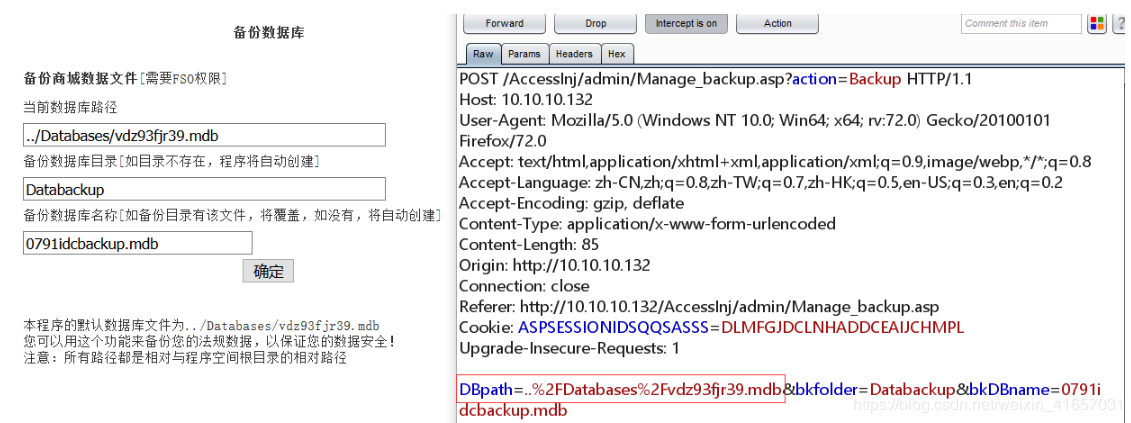 备份数据库
备份商城数据文件[需要FSO权限]
当前数据库路径
../Databases/vdz93fjr39.mdb
备份数据库目录[如目录不存在，程序将自动创建]
Databackup
备份数据库名称[如备份目录有该文件，将覆盖，如没有，将自动创建]
0791idcbackup.mdb
确定
本程序的默认数据库文件为../Databases/vdz93fjr39.mdb
您可以用这个功能来备份您的法规数据，以保证您的数据安全！
注意：所有路径都是相对与程序空间根目录的相对路径
Forward Drop Intercept is on Action Comment this item ?
Raw Params Headers Hex
POST /AccessInj/admin/Manage_backup.asp?action=Backup HTTP/1.1
Host: 10.10.10.132
User-Agent: Mozilla/5.0 (Windows NT 10.0; Win64; x64; rv:72.0) Gecko/20100101
Firefox/72.0
Accept: text/html,application/xhtml+xml,application/xml;q=0.9,image/webp,*/*;q=0.8
Accept-Language: zh-CN,zh;q=0.8,zh-TW;q=0.7,zh-HK;q=0.5,en-US;q=0.3,en;q=0.2
Accept-Encoding: gzip, deflate
Content-Type: application/x-www-form-urlencoded
Content-Length: 85
Origin: http://10.10.10.132
Connection: close
Referer: http://10.10.10.132/AccessInj/admin/Manage_backup.asp
Cookie: ASPSESSIONIDSQQSASSS=DLMFGJDCLNHADDCEAIJCHMPL
Upgrade-Insecure-Requests: 1
DBpath=..%2FDatabases%2Fvdz93fjr39.mdb&bkfolder=Databackup&bkDBname=0791i
dcbackup.mdb
https://blog.csdn.net/weixin_41657031